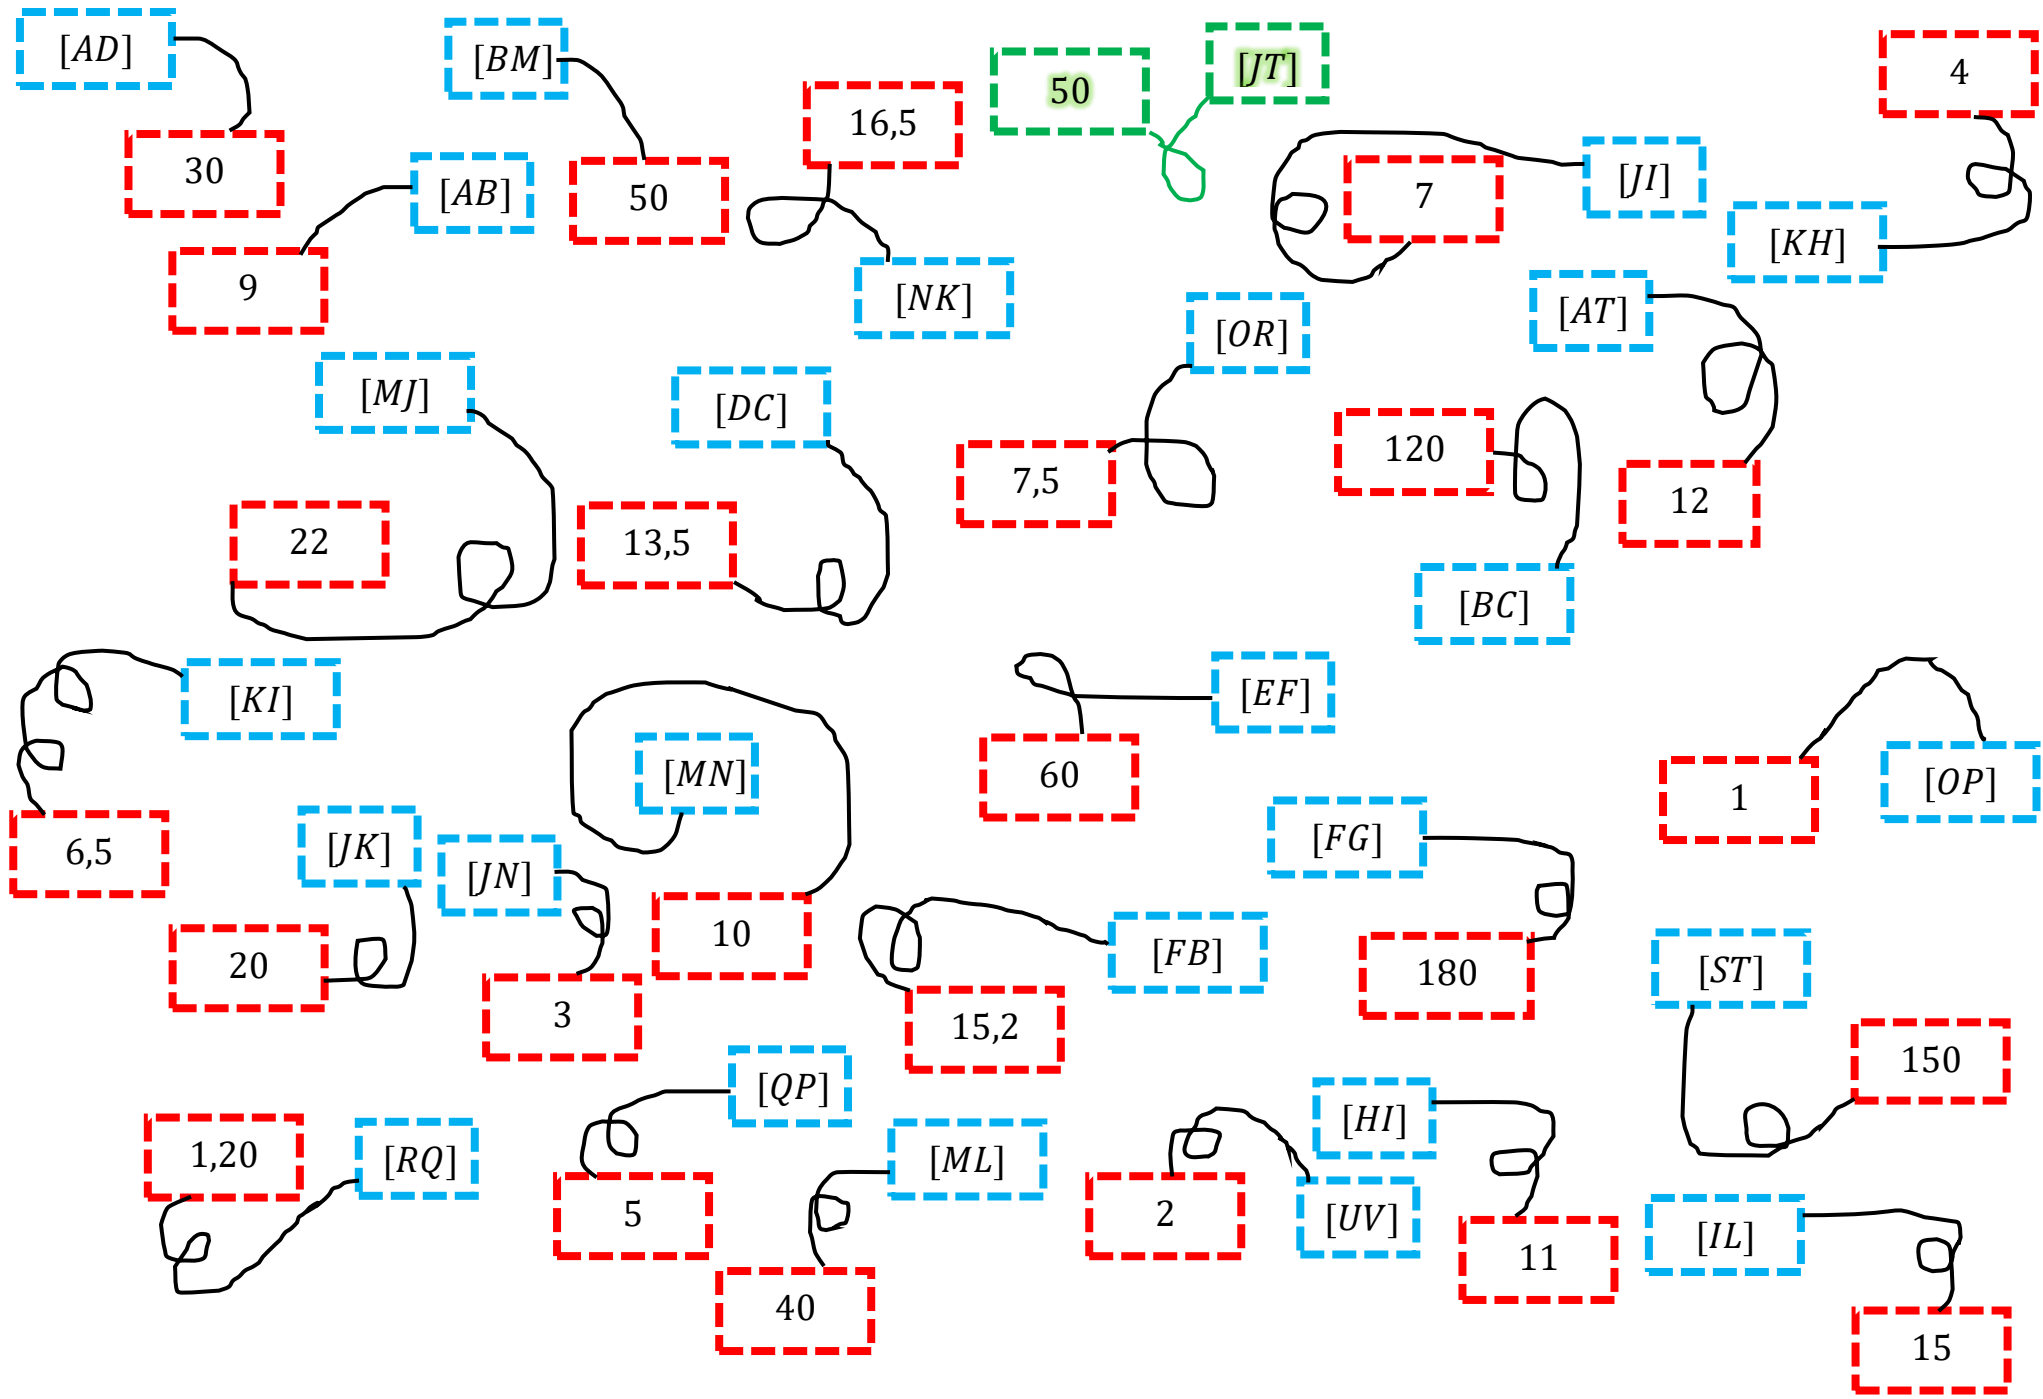 [AD]
[BM]
[JT]
4
50
16,5
30
[AB]
50
7
[JI]
[KH]
9
[NK]
[OR]
[AT]
[MJ]
[DC]
120
7,5
12
22
13,5
[BC]
[KI]
[EF]
[MN]
60
1
[OP]
6,5
[JK]
[JN]
[FG]
10
[FB]
20
180
[ST]
3
15,2
150
[QP]
[HI]
1,20
[RQ]
[ML]
5
2
[UV]
11
[IL]
40
15